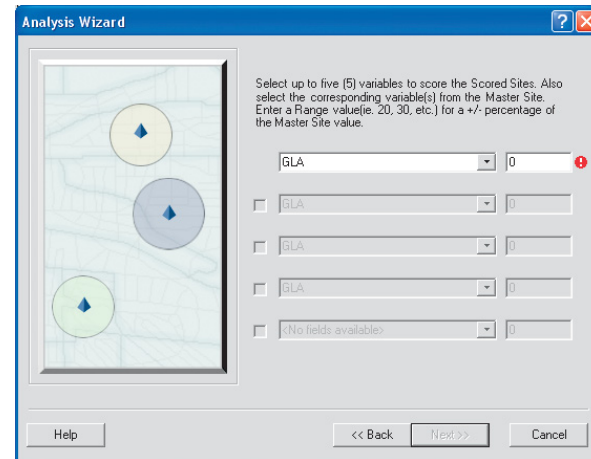 Analysis Wizard
Select up to five (5) variables to score the Scored Sites. Also
select the corresponding variable(s) from the Master Site.
Enter a Range value(ie. 20, 30, etc.) for a +/- percentage of
the Master Site value.
GLA 0
GLA 0
GLA 0
GLA 0
<No fields available> 0
Help << Back Next >> Cancel